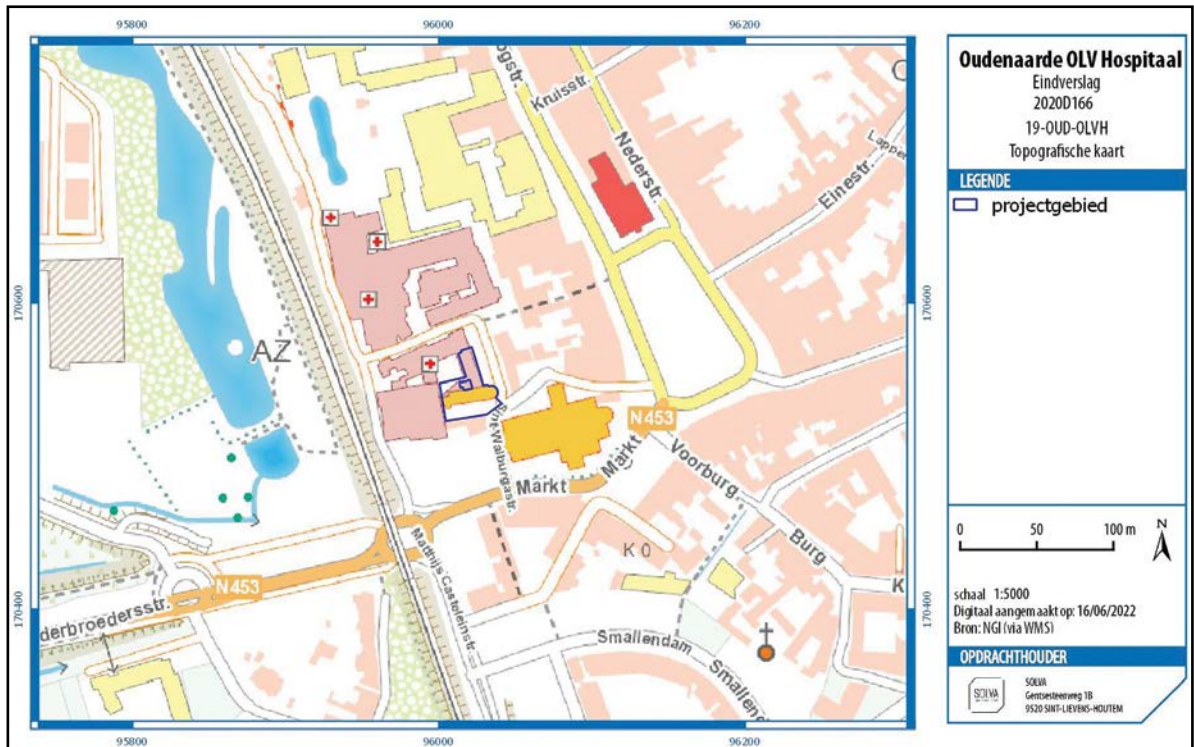 95800
96000
96200
170600
170400
170600
170400
95800
96000
96200
Kruisstr.
Nederstr.
Einestr.
AZ
Sint-Walburgastr.
N453
Markt
Markt
Voorburg
Burg
K 0
Matthijs Casteleinstr.
N453
derbroedersstr.
Smallendam
Oudenaarde OLV Hospitaal
Eindverslag
2020D166
19-OUD-OLVH
Topografische kaart
LEGENDE
projectgebied
0 50 100 m
N
schaal 1:5000
Digitaal aangemaakt op: 16/06/2022
Bron: NGI (via WMS)
OPDRACHTHOUDER
SOLVA
SOLVA
Gentsesteenweg 1B
9520 SINT-LIEVENS-HOUTEM